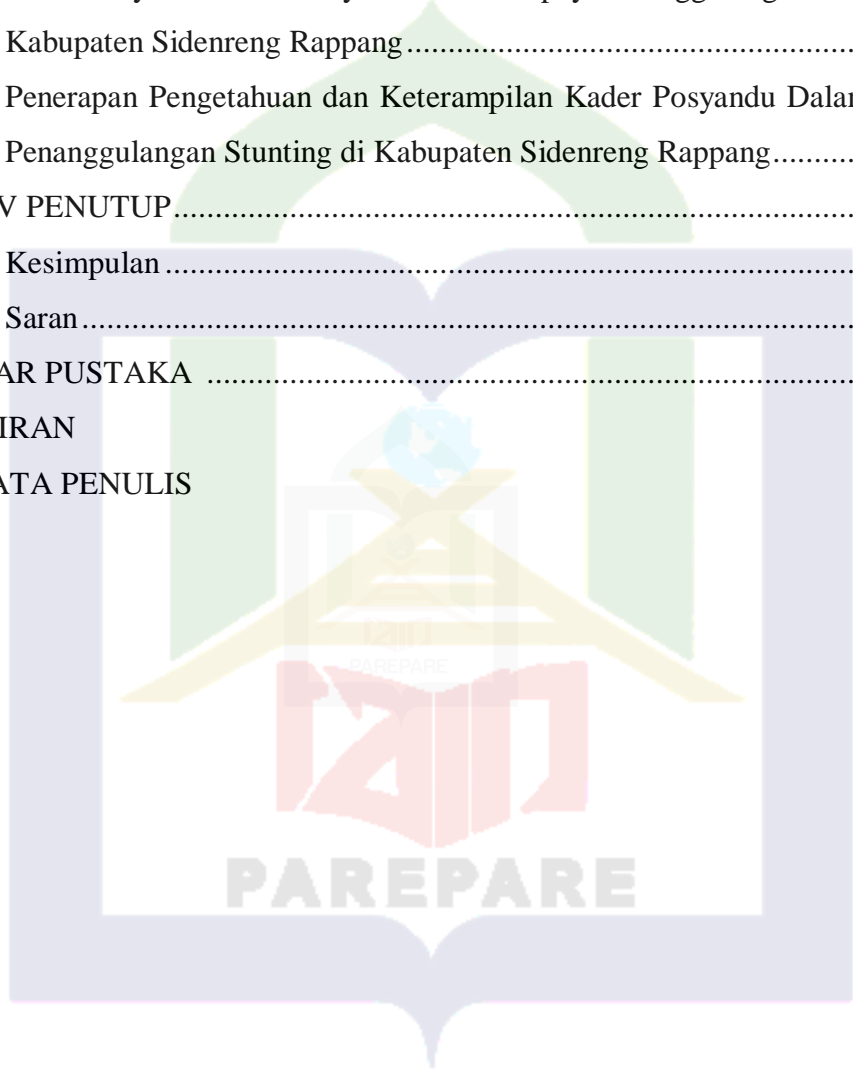 Kabupaten Sidenreng Rappang........................................................
Penerapan Pengetahuan dan Keterampilan Kader Posyandu
Penanggulangan Stunting di Kabupaten Sidenreng Rappang..........
V PENUTUP....................................................................................
Kesimpulan....................................................................................
Saran..............................................................................................
AR PUSTAKA ................................................................................
IRAN
ATA PENULIS
PAREPARE
iain
PAREPARE